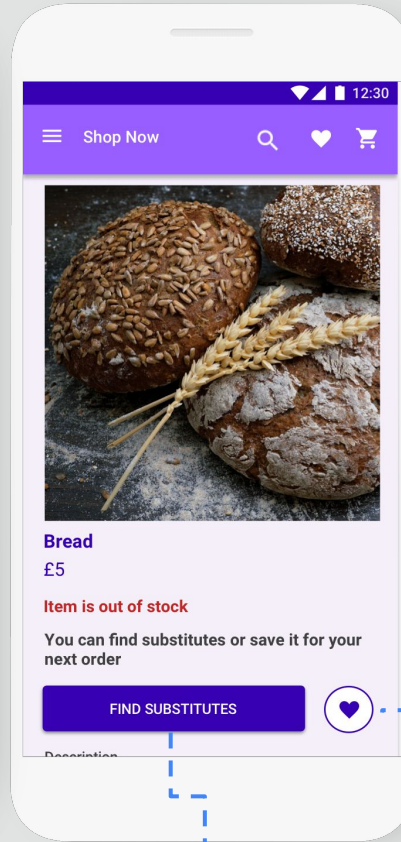 12:30
Shop Now
Bread
£5
Item is out of stock
You can find substitutes or save it for your
next order
FIND SUBSTITUTES
Description